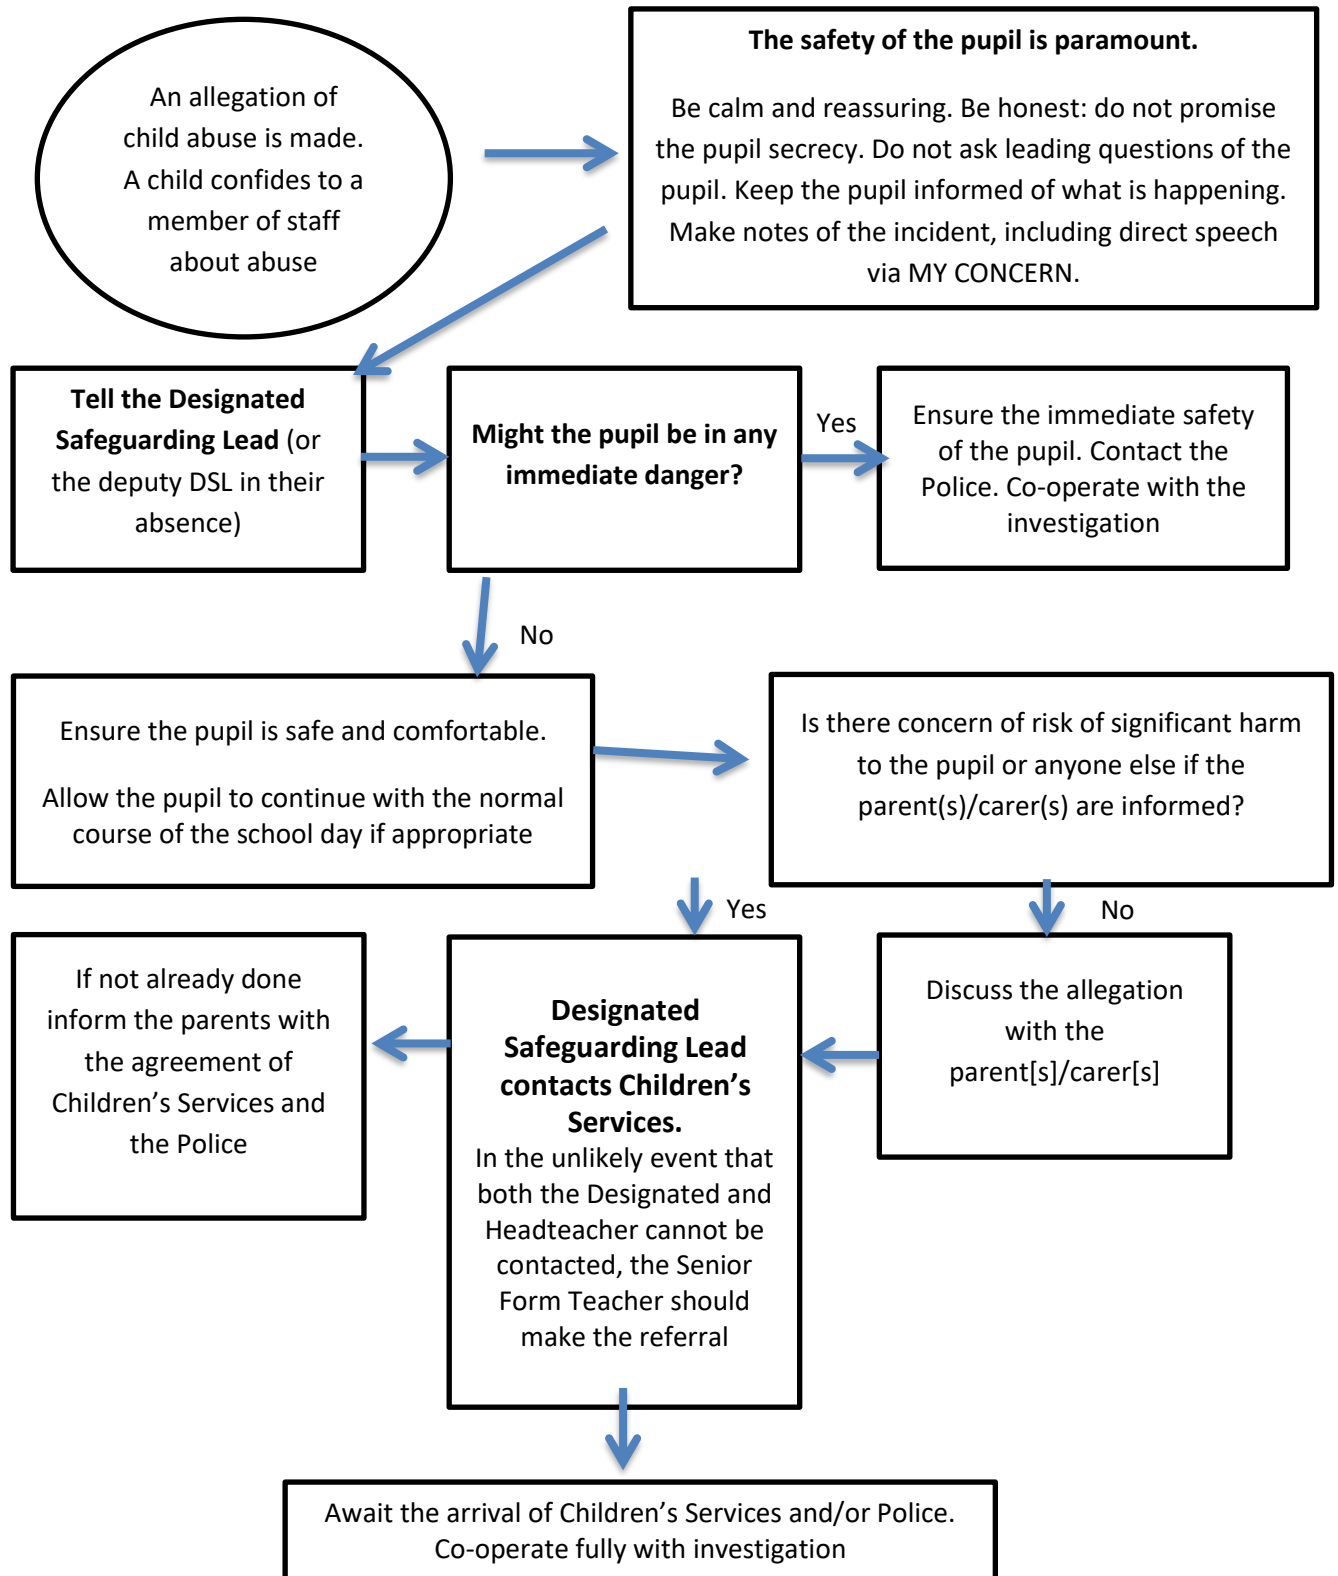 An allegation of
child abuse is made.
A child confides to a
member of staff
about abuse
The safety of the pupil is paramount.
Be calm and reassuring. Be honest: do not promise
the pupil secrecy. Do not ask leading questions of the
pupil. Keep the pupil informed of what is happening.
Make notes of the incident, including direct speech
via MY CONCERN.
Tell the Designated
Safeguarding Lead (or
the deputy DSL in their
absence)
Might the pupil be in any
immediate danger?
Yes
Ensure the immediate safety
of the pupil. Contact the
Police. Co-operate with the
investigation
No
Ensure the pupil is safe and comfortable.
Allow the pupil to continue with the normal
course of the school day if appropriate
Is there concern of risk of significant harm
to the pupil or anyone else if the
parent(s)/carer(s) are informed?
Yes
No
If not already done
inform the parents with
the agreement of
Children’s Services and
the Police
Designated
Safeguarding Lead
contacts Children’s
Services.
In the unlikely event that
both the Designated and
Headteacher cannot be
contacted, the Senior
Form Teacher should
make the referral
Discuss the allegation
with the
parent[s]/carer[s]
Await the arrival of Children’s Services and/or Police.
Co-operate fully with investigation